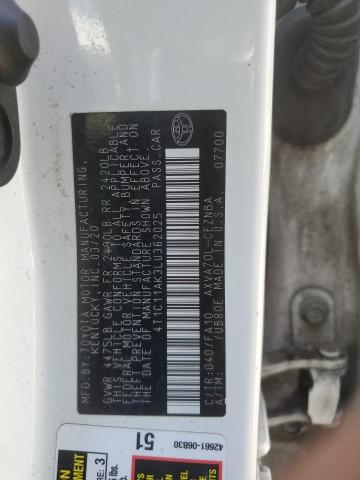 MFD.BY:TOYOTA MOTOR MANUFACTURING,
KENTUCKY, INC 03/20
GVWR 4475LB GAWR FR 2490LB RR 2420LB
THIS VEHICLE CONFORMS TO ALL APPLICABLE
FEDERAL MOTOR VEHICLE SAFETY, BUMPER, AND
THEFT PREVENTION STANDARDS IN EFFECT ON
THE DATE OF MANUFACTURE SHOWN ABOVE.
4T1C11AK3LU362025 PASS.CAR
C/TR:040/FA10 AXVA70L-CEZNBA
A/TM: /UB80E MADE IN U.S.A. 07700
TOYOTA
42661-06830
51